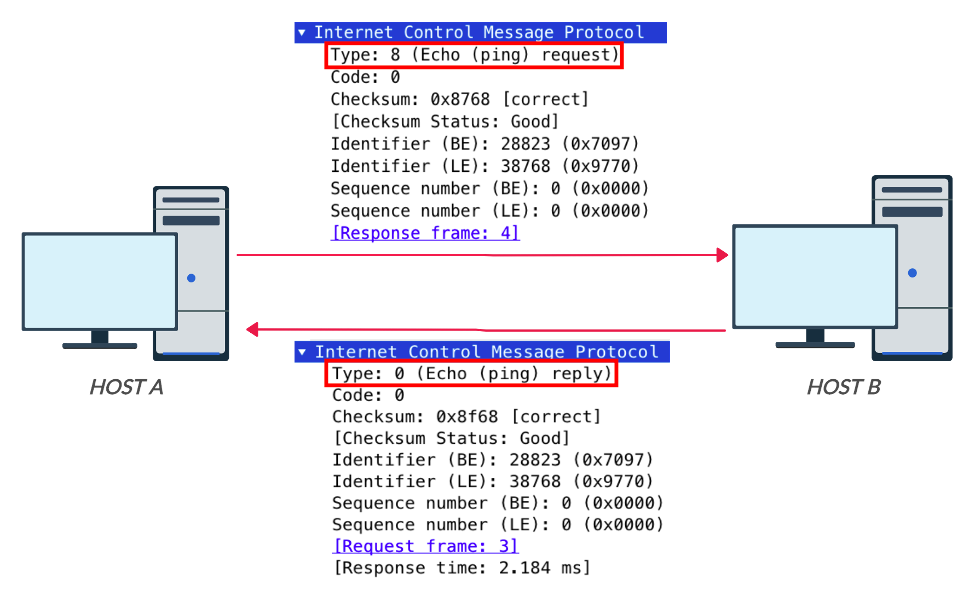 Internet Control Message Protocol
Type: 8 (Echo (ping) request)
Code: 0
Checksum: 0x8768 [correct]
[Checksum Status: Good]
Identifier (BE): 28823 (0x7097)
Identifier (LE): 38768 (0x9770)
Sequence number (BE): 0 (0x0000)
Sequence number (LE): 0 (0x0000)
[Response frame: 4]
Internet Control Message Protocol
Type: 0 (Echo (ping) reply)
Code: 0
Checksum: 0x8f68 [correct]
[Checksum Status: Good]
Identifier (BE): 28823 (0x7097)
Identifier (LE): 38768 (0x9770)
Sequence number (BE): 0 (0x0000)
Sequence number (LE): 0 (0x0000)
[Request frame: 3]
[Response time: 2.184 ms]
HOST A
HOST B